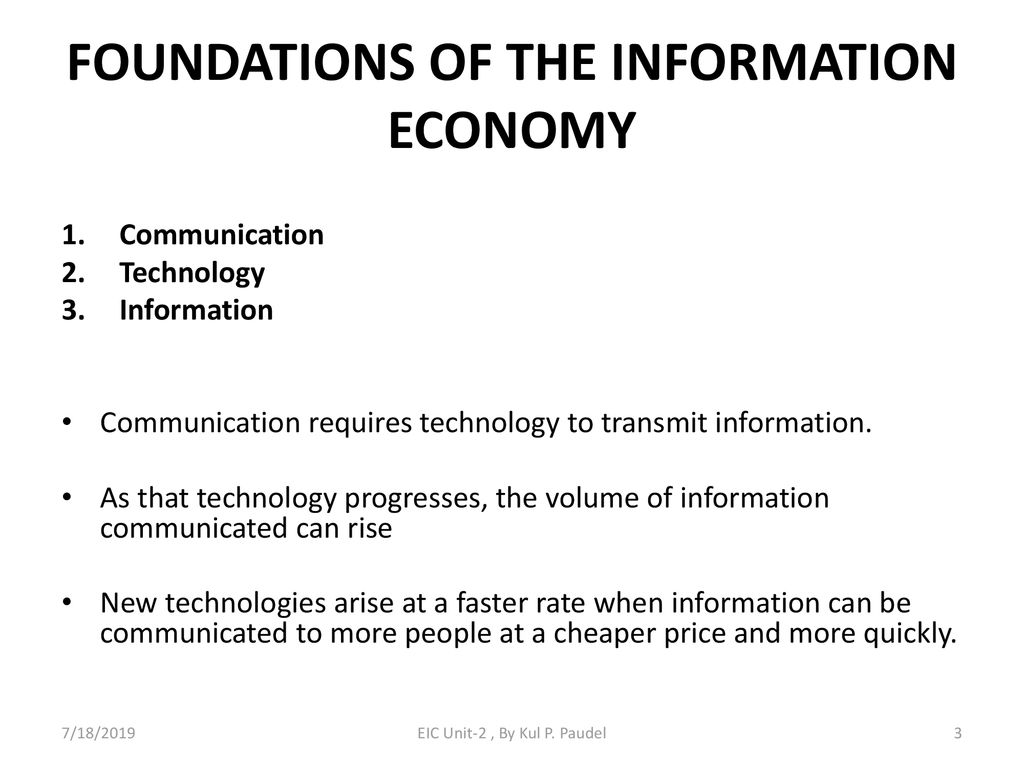 FOUNDATIONS OF THE INFORMATION
ECONOMY
1. Communication
2. Technology
3. Information
• Communication requires technology to transmit information.
• As that technology progresses, the volume of information
communicated can rise
• New technologies arise at a faster rate when information can be
communicated to more people at a cheaper price and more quickly.
7/18/2019 EIC Unit-2 , By Kul P. Paudel 3